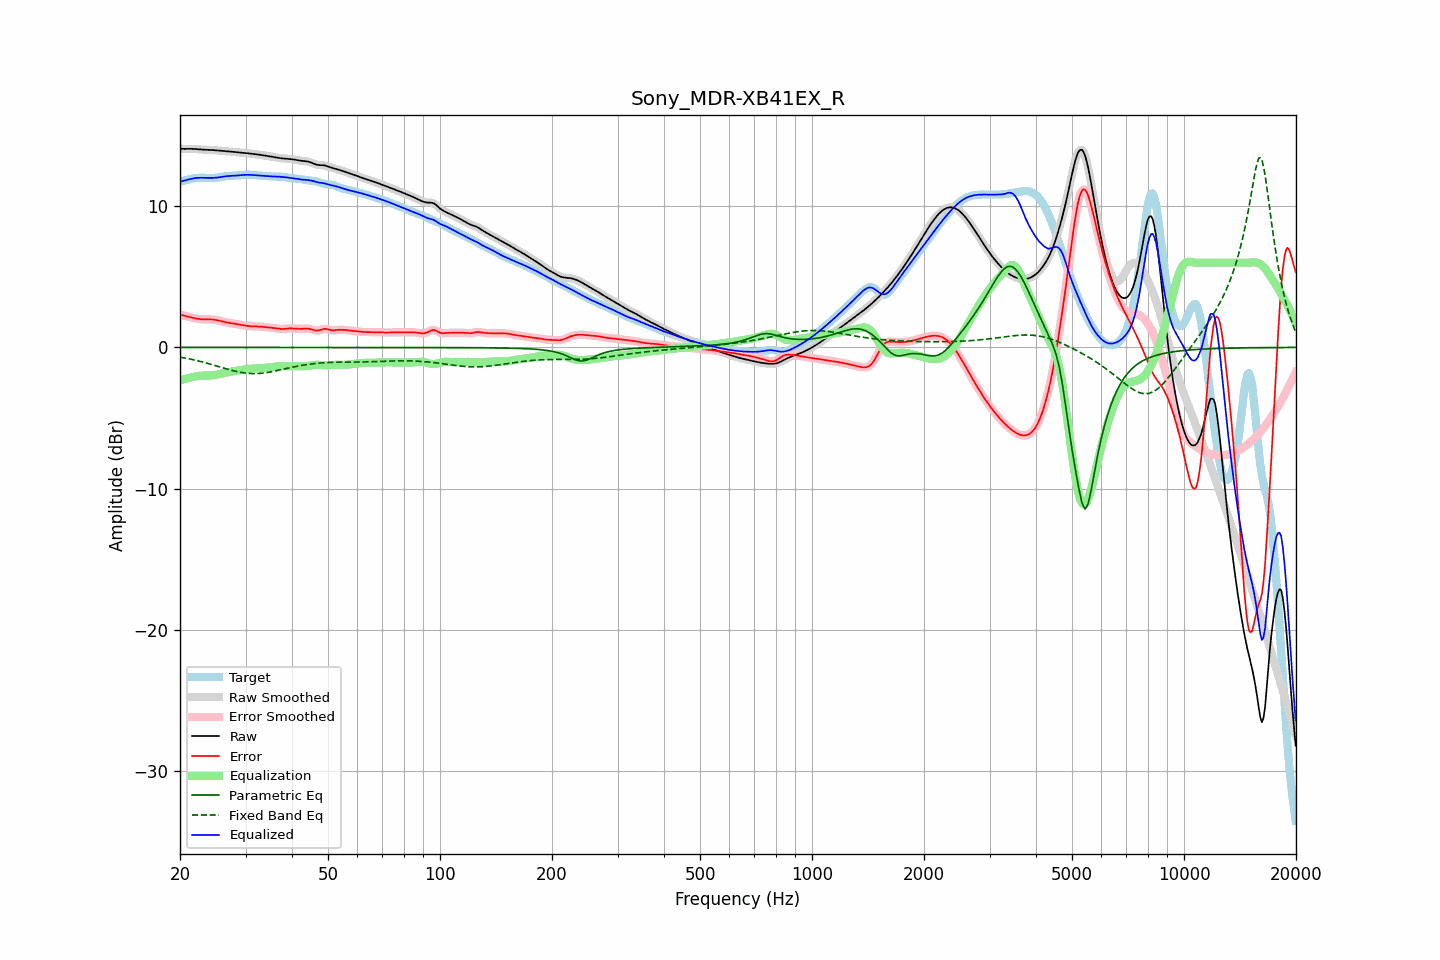 Sony_MDR-XB41EX_R
Amplitude (dBr)
10
0
−10
−20
−30
Target
Raw Smoothed
Error Smoothed
Raw
Error
Equalization
Parametric Eq
Fixed Band Eq
Equalized
20 50 100 200 500 1000 2000 5000 10000 20000
Frequency (Hz)